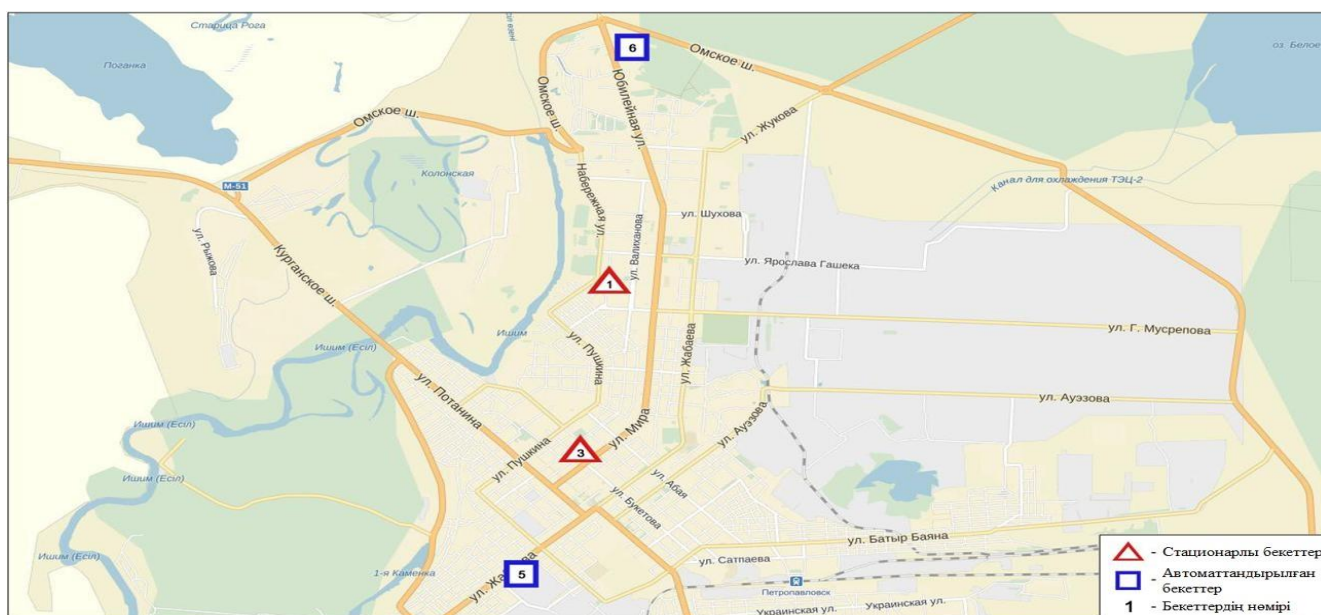 Старица Рога
6
Омское ш.
оз. Белое
Поганка
Юбилейная ул.
Омское ш.
Омское ш.
ул. Жукова
Колонская
М-51
Набережная ул.
Канал для охлаждения ТЭЦ-2
ул. Шухова
ул. Рыжова
ул. Валиханова
ул. Ярослава Гашека
Курганское ш.
1
Ишим
ул. Г. Мусрепова
Ишим (Есіл)
ул. Пушкина
ул. Жабаева
ул. Потанина
ул. Ауэзова
Ишим (Есіл)
ул. Мира
ул. Ауэзова
3
ул. Пушкина
Ишим (Есіл)
ул. Абая
ул. Букетова
ул. Батыр Баяна
Ишим (Есіл)
ул. Сатпаева
1-я Каменка
5
Петропавловск
Украинская ул.
Украинская ул.
- Стационарлы бекеттер
- Автоматтандырылған
бекеттер
1 - Бекеттердің нөмірі